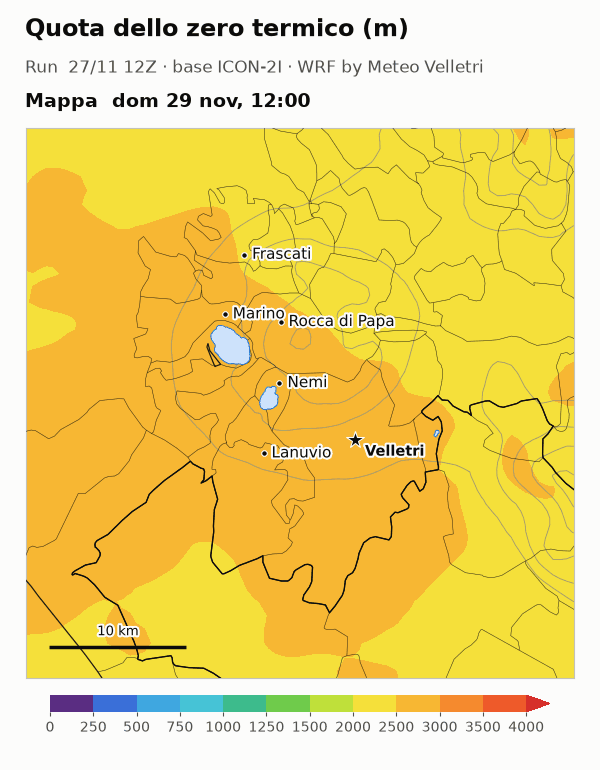 Quota dello zero termico (m)
Run  27/11 12Z · base ICON-2I · WRF by Meteo Velletri
Mappa  dom 29 nov, 12:00
Frascati
Marino
Rocca di Papa
Nemi
Velletri
Lanuvio
10 km
0 250 500 750 1000 1250 1500 2000 2500 3000 3500 4000